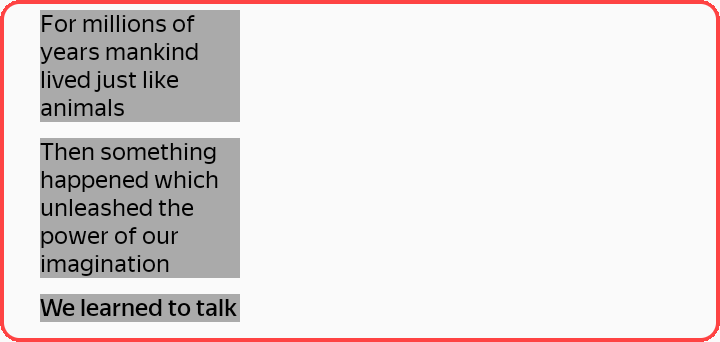 For millions of
years mankind
lived just like
animals
Then something
happened which
unleashed the
power of our
imagination
We learned to talk